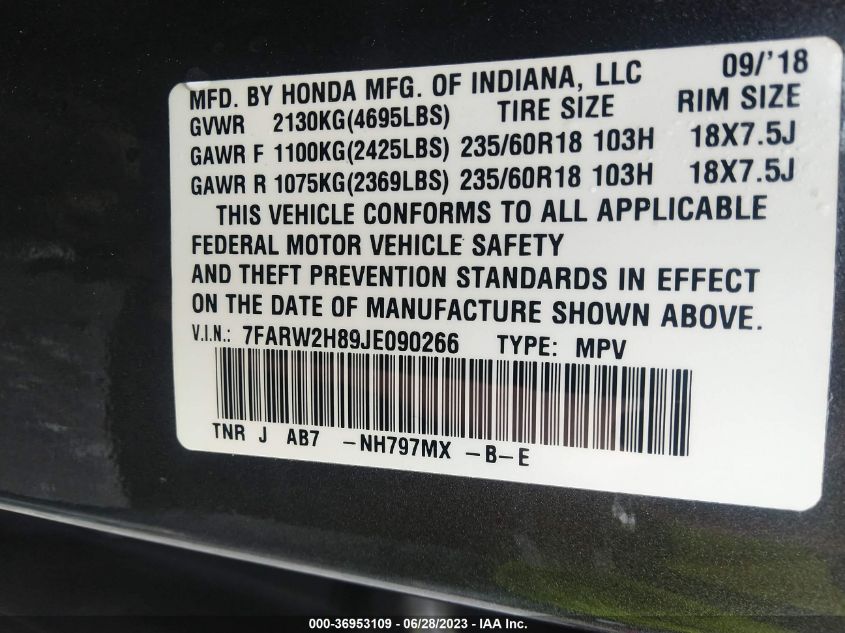 MFD. BY HONDA MFG. OF INDIANA, LLC 09/'18
GVWR 2130KG(4695LBS) TIRE SIZE RIM SIZE
GAWR F 1100KG(2425LBS) 235/60R18 103H 18X7.5J
GAWR R 1075KG(2369LBS) 235/60R18 103H 18X7.5J
THIS VEHICLE CONFORMS TO ALL APPLICABLE
FEDERAL MOTOR VEHICLE SAFETY
AND THEFT PREVENTION STANDARDS IN EFFECT
ON THE DATE OF MANUFACTURE SHOWN ABOVE.
V.I.N.: 7FARW2H89JE090266 TYPE: MPV
TNR J AB7 -NH797MX -B-E
000-36953109 - 06/28/2023 - IAA Inc.